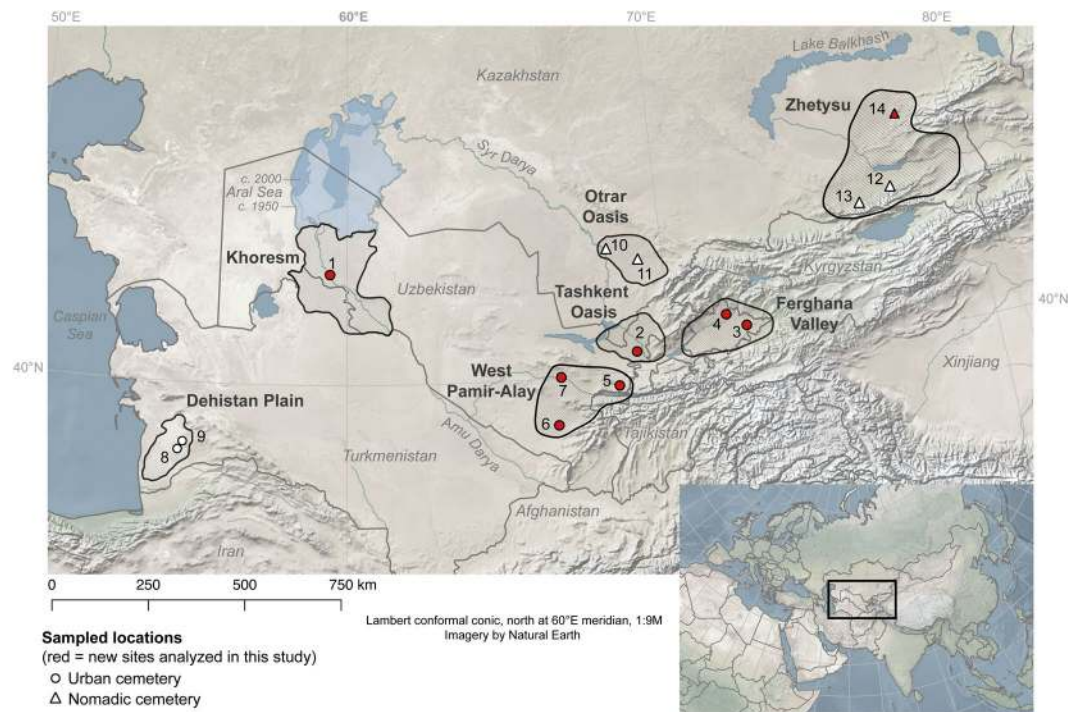 50°E
60°E
70°E
80°E
Lake Balkhash
Kazakhstan
Zhetysu
14
Syr Darya
c. 2000
Aral Sea
c. 1950
12
13
Otrar
Oasis
10
11
Khoresm
1
Uzbekistan
Kyrgyzstan
Tashkent
Oasis
Ferghana
Valley
4
3
40°N
Caspian
Sea
2
Xinjiang
40°N
West
Pamir-Alay
5
7
Dehistan Plain
6
9
8
Amu Darya
Tajikistan
Turkmenistan
Afghanistan
Iran
0
250
500
750 km
Lambert conformal conic, north at 60°E meridian, 1:9M
Imagery by Natural Earth
Sampled locations
(red = new sites analyzed in this study)
Urban cemetery
Nomadic cemetery